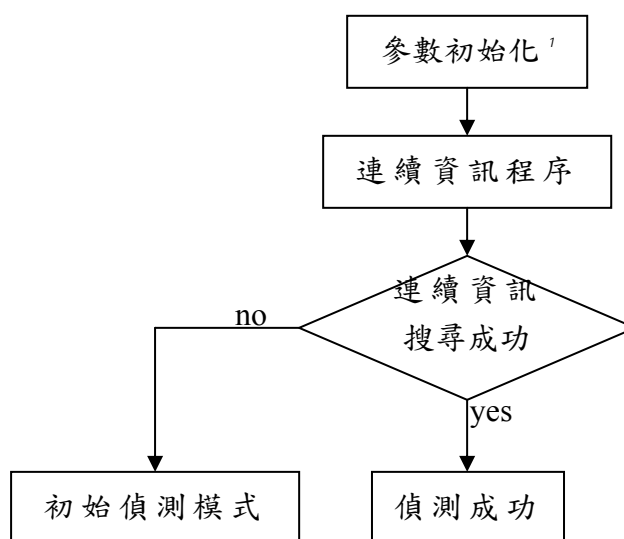 參數初始化 1
連續資訊程序
連續資訊
搜尋成功
no
yes
初始偵測模式
偵測成功